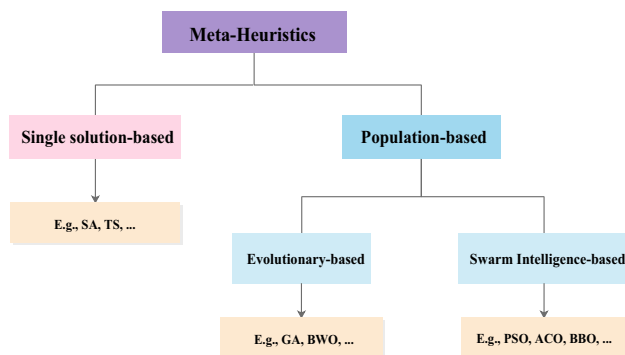 Meta-Heuristics
Single solution-based
Population-based
E.g., SA, TS, ...
Evolutionary-based
Swarm Intelligence-based
E.g., GA, BWO, ...
E.g., PSO, ACO, BBO, ...